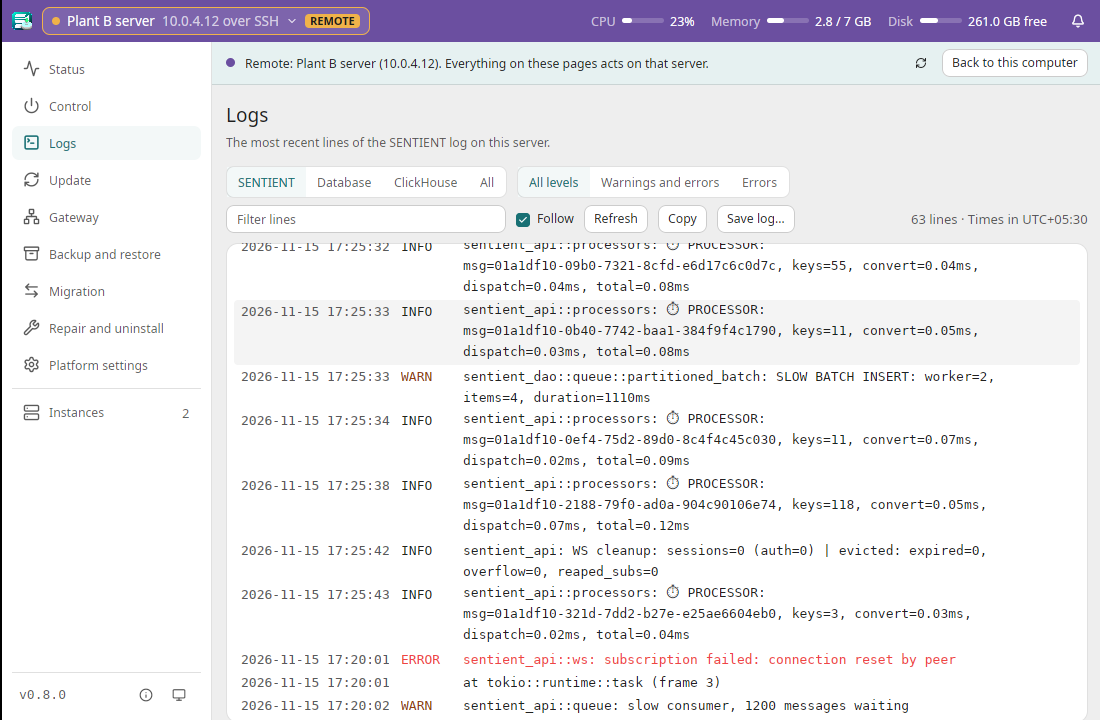 Plant B server 10.0.4.12 over SSH REMOTE
CPU 23% Memory 2.8 / 7 GB Disk 261.0 GB free
Status
Control
Logs
Update
Gateway
Backup and restore
Migration
Repair and uninstall
Platform settings
Instances 2
v0.8.0
Remote: Plant B server (10.0.4.12). Everything on these pages acts on that server.
Back to this computer
Logs
The most recent lines of the SENTIENT log on this server.
SENTIENT Database ClickHouse All
All levels Warnings and errors Errors
Filter lines
Follow Refresh Copy Save log...
63 lines · Times in UTC+05:30
2026-11-15 17:25:32 INFO sentient_api::processors: ⏱ PROCESSOR:
msg=01a1df10-09b0-7321-8cfd-e6d17c6c0d7c, keys=55, convert=0.04ms,
dispatch=0.04ms, total=0.08ms
2026-11-15 17:25:33 INFO sentient_api::processors: ⏱ PROCESSOR:
msg=01a1df10-0b40-7742-baa1-384f9f4c1790, keys=11, convert=0.05ms,
dispatch=0.03ms, total=0.08ms
2026-11-15 17:25:33 WARN sentient_dao::queue::partitioned_batch: SLOW BATCH INSERT: worker=2,
items=4, duration=1110ms
2026-11-15 17:25:34 INFO sentient_api::processors: ⏱ PROCESSOR:
msg=01a1df10-0ef4-75d2-89d0-8c4f4c45c030, keys=11, convert=0.07ms,
dispatch=0.02ms, total=0.09ms
2026-11-15 17:25:38 INFO sentient_api::processors: ⏱ PROCESSOR:
msg=01a1df10-2188-79f0-ad0a-904c90106e74, keys=118, convert=0.05ms,
dispatch=0.07ms, total=0.12ms
2026-11-15 17:25:42 INFO sentient_api: WS cleanup: sessions=0 (auth=0) | evicted: expired=0,
overflow=0, reaped_subs=0
2026-11-15 17:25:43 INFO sentient_api::processors: ⏱ PROCESSOR:
msg=01a1df10-321d-7dd2-b27e-e25ae6604eb0, keys=3, convert=0.03ms,
dispatch=0.02ms, total=0.04ms
2026-11-15 17:20:01 ERROR sentient_api::ws: subscription failed: connection reset by peer
2026-11-15 17:20:01 at tokio::runtime::task (frame 3)
2026-11-15 17:20:02 WARN sentient_api::queue: slow consumer, 1200 messages waiting